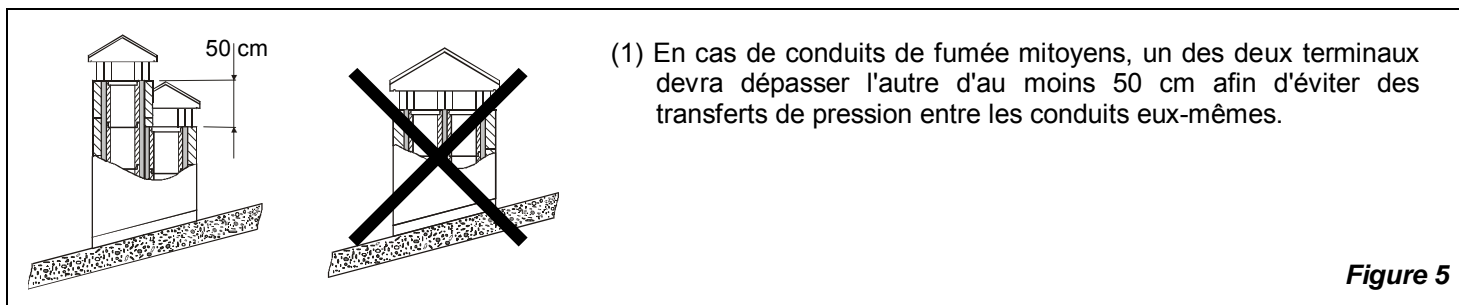 50 cm
(1) En cas de conduits de fumée mitoyens, un des deux terminaux
devra dépasser l'autre d'au moins 50 cm afin d'éviter des
transferts de pression entre les conduits eux-mêmes.
Figure 5